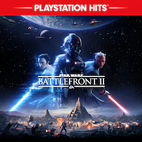 PLAYSTATION HITS
STAR WARS
BATTLEFRONT II